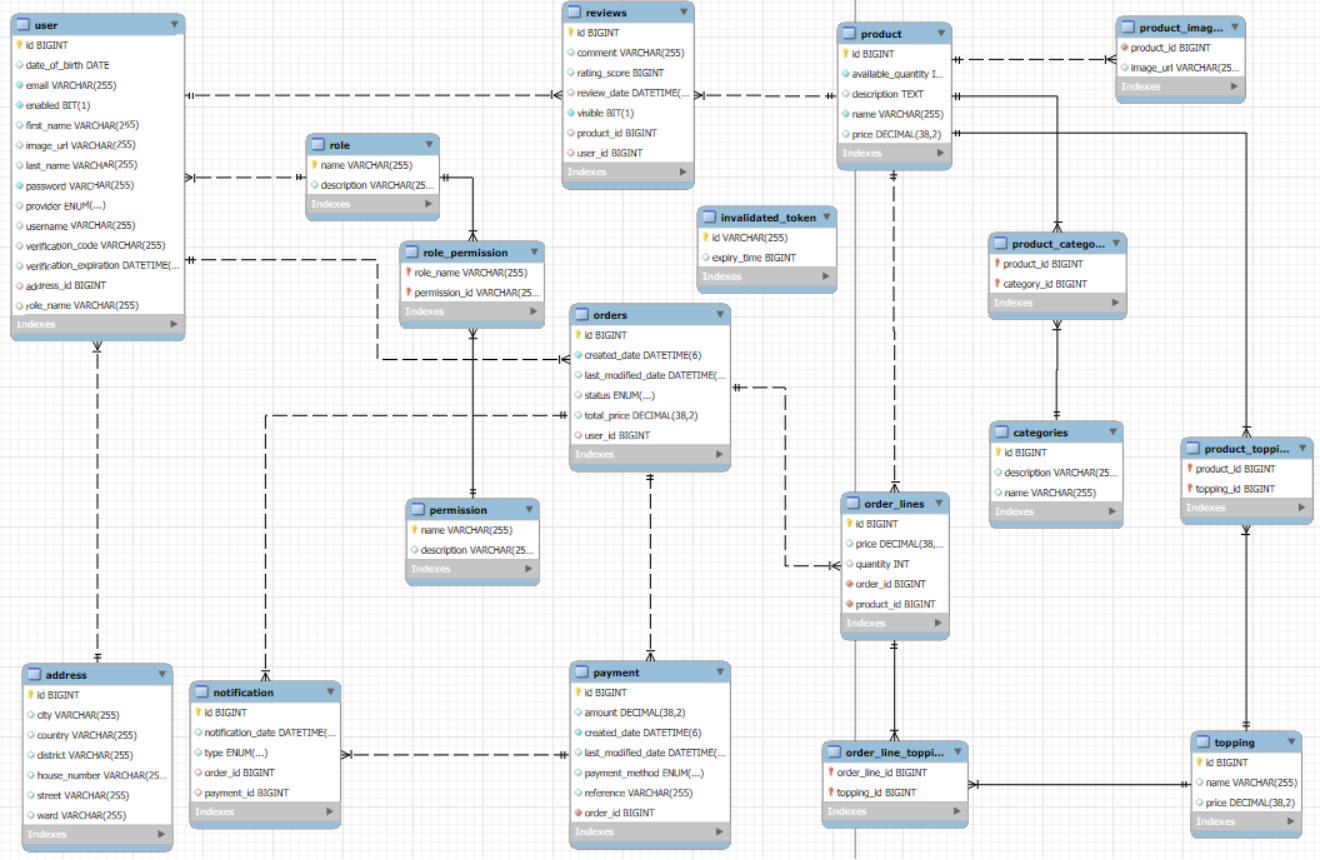 user
id BIGINT
date_of_birth DATE
email VARCHAR(255)
enabled BIT(1)
first_name VARCHAR(255)
image_url VARCHAR(255)
last_name VARCHAR(255)
password VARCHAR(255)
provider ENUM(...)
username VARCHAR(255)
verification_code VARCHAR(255)
verification_expiration DATETIME(...
address_id BIGINT
role_name VARCHAR(255)
Indexes
role
name VARCHAR(255)
description VARCHAR(25...
Indexes
role_permission
role_name VARCHAR(255)
permission_id VARCHAR(25...
Indexes
permission
name VARCHAR(255)
description VARCHAR(25...
Indexes
reviews
id BIGINT
comment VARCHAR(255)
rating_score BIGINT
review_date DATETIME(...
visible BIT(1)
product_id BIGINT
user_id BIGINT
Indexes
invalidated_token
id VARCHAR(255)
expiry_time BIGINT
Indexes
orders
id BIGINT
created_date DATETIME(6)
last_modified_date DATETIME(...
status ENUM(...)
total_price DECIMAL(38,2)
user_id BIGINT
Indexes
product
id BIGINT
available_quantity I...
description TEXT
name VARCHAR(255)
price DECIMAL(38,2)
Indexes
product_imag...
product_id BIGINT
image_url VARCHAR(25...
Indexes
product_catego...
product_id BIGINT
category_id BIGINT
Indexes
categories
id BIGINT
description VARCHAR(25...
name VARCHAR(255)
Indexes
product_toppi...
product_id BIGINT
topping_id BIGINT
Indexes
order_lines
id BIGINT
price DECIMAL(38,...
quantity INT
order_id BIGINT
product_id BIGINT
Indexes
address
id BIGINT
city VARCHAR(255)
country VARCHAR(255)
district VARCHAR(255)
house_number VARCHAR(25...
street VARCHAR(255)
ward VARCHAR(255)
Indexes
notification
id BIGINT
notification_date DATETIME(...
type ENUM(...)
order_id BIGINT
payment_id BIGINT
Indexes
payment
id BIGINT
amount DECIMAL(38,2)
created_date DATETIME(6)
last_modified_date DATETIME(...
payment_method ENUM(...)
reference VARCHAR(255)
order_id BIGINT
Indexes
order_line_toppi...
order_line_id BIGINT
topping_id BIGINT
Indexes
topping
id BIGINT
name VARCHAR(255)
price DECIMAL(38,2)
Indexes